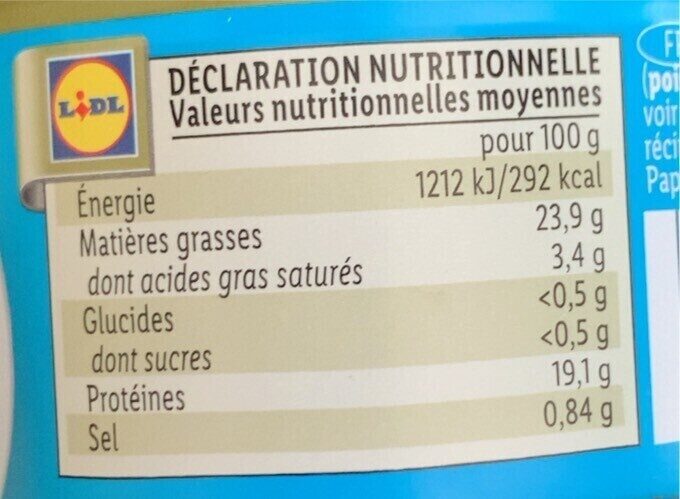 LIDL
DÉCLARATION NUTRITIONNELLE
Valeurs nutritionnelles moyennes
pour 100 g
Énergie 1212 kJ/292 kcal
Matières grasses 23,9 g
dont acides gras saturés 3,4 g
Glucides <0,5 g
dont sucres <0,5 g
Protéines 19,1 g
Sel 0,84 g
voir